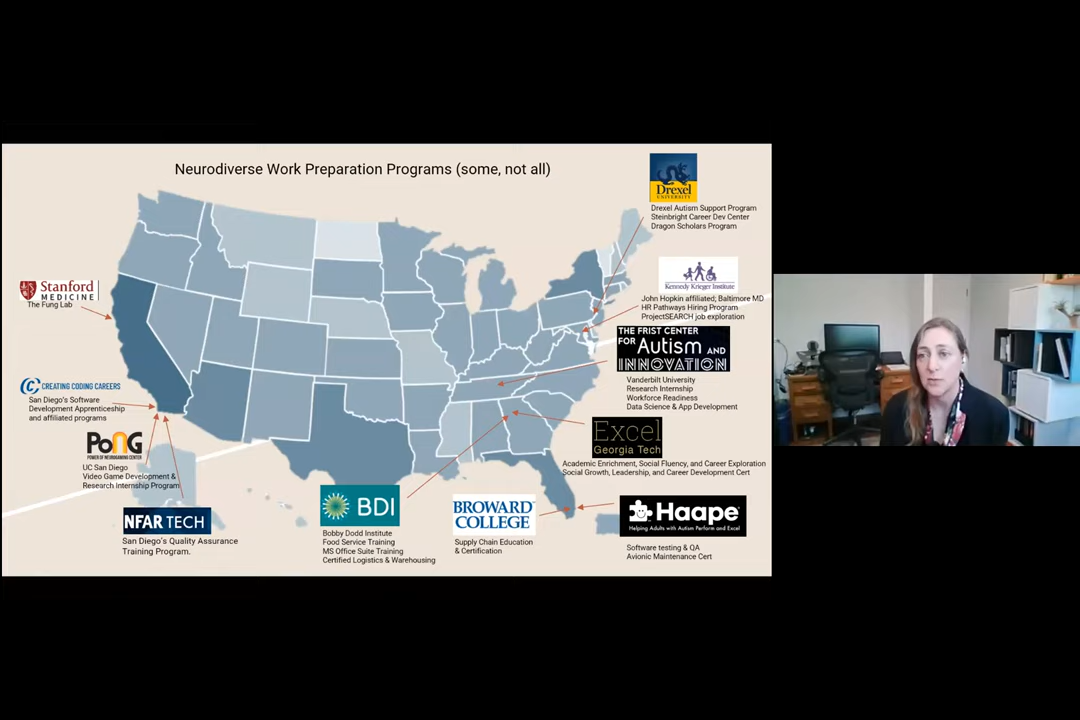 Neurodiverse Work Preparation Programs (some, not all)
Drexel
UNIVERSITY
Drexel Autism Support Program
Steinbright Career Dev Center
Dragon Scholars Program
Kennedy Krieger Institute
John Hopkin affiliated; Baltimore MD
HR Pathways Hiring Program
ProjectSEARCH job exploration
Stanford
MEDICINE
The Fung Lab
THE FRIST CENTER
FOR Autism AND
INNOVATION
Vanderbilt University
Research Internship
Workforce Readiness
Data Science & App Development
CREATING CODING CAREERS
San Diego's Software
Development Apprenticeship
and affiliated programs
PoNG
POWER OF NEUROGAMING CENTER
UC San Diego
Video Game Development &
Research Internship Program
Excel
Georgia Tech
Academic Enrichment, Social Fluency, and Career Exploration
Social Growth, Leadership, and Career Development Cert
NFAR TECH
San Diego's Quality Assurance
Training Program.
BDI
Bobby Dodd Institute
Food Service Training
MS Office Suite Training
Certified Logistics & Warehousing
BROWARD
COLLEGE
Supply Chain Education
& Certification
Haape
Helping Adults with Autism Perform and Excel
Software testing & QA
Avionic Maintenance Cert